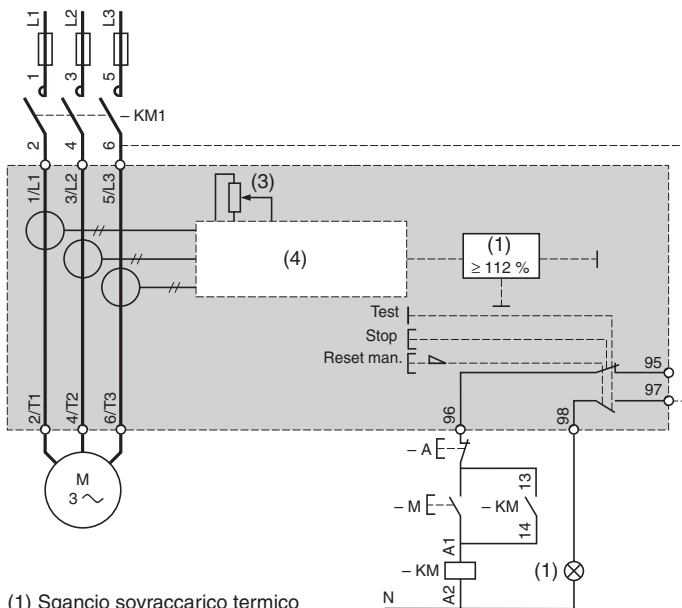 L1 L2 L3
1 3 5
– KM1
2 4 6
1/L1 3/L2 5/L3
(3)
(4)
(1)
≥ 112 %
Test
Stop
Reset man.
95
97
2/T1 4/T2 6/T3
96 98
– A
M
3
– M
– KM
13
14
A1
– KM
(1)
A2
N
(1) Sgancio sovraccarico termico